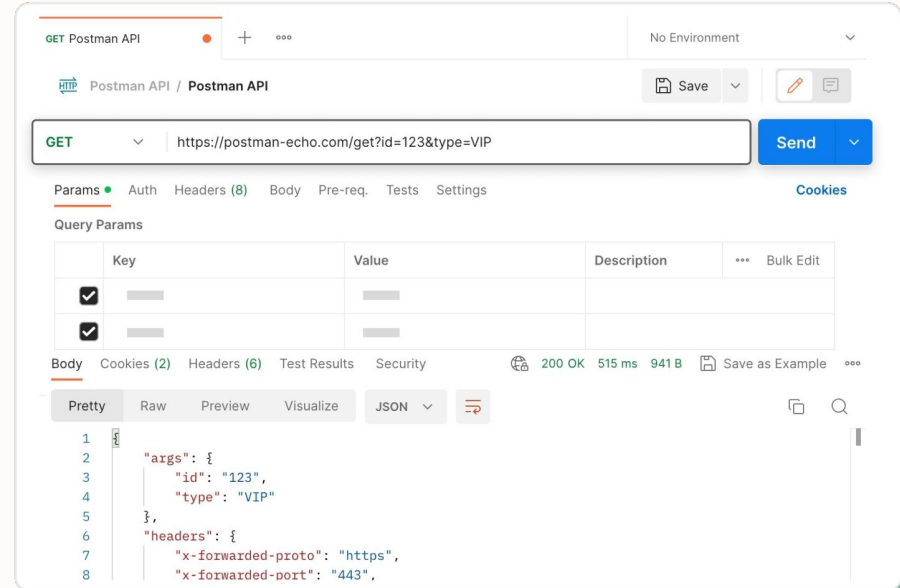 GET Postman API
No Environment
HTTP Postman API / Postman API
Save
GET https://postman-echo.com/get?id=123&type=VIP Send
Params Auth Headers (8) Body Pre-req. Tests Settings Cookies
Query Params
Key Value Description Bulk Edit
Body Cookies (2) Headers (6) Test Results Security 200 OK 515 ms 941 B Save as Example
Pretty Raw Preview Visualize JSON
1 {
2 "args": {
3 "id": "123",
4 "type": "VIP"
5 },
6 "headers": {
7 "x-forwarded-proto": "https",
8 "x-forwarded-port": "443",